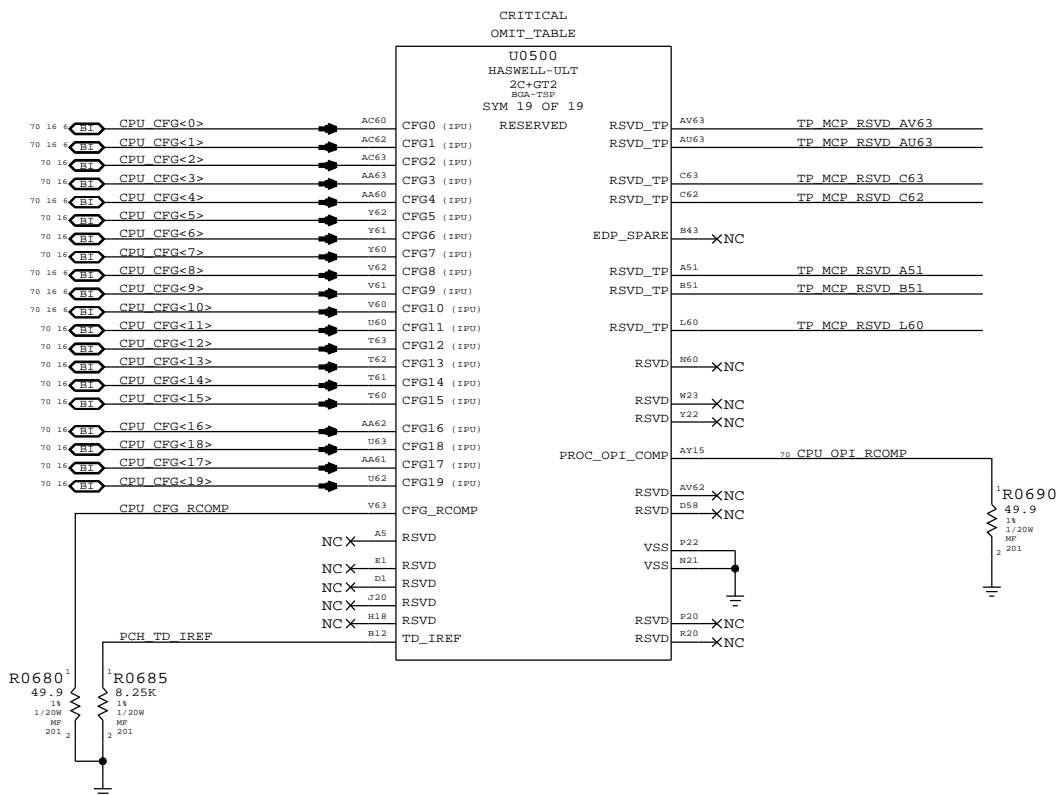 CRITICAL
OMIT_TABLE
U0500
HASWELL-ULT
2C+GT2
BGA-TSP
SYM 19 OF 19
RESERVED
70 16 6 BI CPU_CFG<0> AC60 CFG0 (IPU)
70 16 6 BI CPU_CFG<1> AC62 CFG1 (IPU)
70 16 BI CPU_CFG<2> AC63 CFG2 (IPU)
70 16 6 BI CPU_CFG<3> AA63 CFG3 (IPU)
70 16 6 BI CPU_CFG<4> AA60 CFG4 (IPU)
70 16 BI CPU_CFG<5> Y62 CFG5 (IPU)
70 16 BI CPU_CFG<6> Y61 CFG6 (IPU)
70 16 BI CPU_CFG<7> Y60 CFG7 (IPU)
70 16 6 BI CPU_CFG<8> V62 CFG8 (IPU)
70 16 6 BI CPU_CFG<9> V61 CFG9 (IPU)
70 16 6 BI CPU_CFG<10> V60 CFG10 (IPU)
70 16 BI CPU_CFG<11> U60 CFG11 (IPU)
70 16 BI CPU_CFG<12> T63 CFG12 (IPU)
70 16 BI CPU_CFG<13> T62 CFG13 (IPU)
70 16 BI CPU_CFG<14> T61 CFG14 (IPU)
70 16 BI CPU_CFG<15> T60 CFG15 (IPU)
70 16 BI CPU_CFG<16> AA62 CFG16 (IPU)
70 16 BI CPU_CFG<18> U63 CFG18 (IPU)
70 16 BI CPU_CFG<17> AA61 CFG17 (IPU)
70 16 BI CPU_CFG<19> U62 CFG19 (IPU)
CPU_CFG_RCOMP V63 CFG_RCOMP
NC A5 RSVD
NC E1 RSVD
NC D1 RSVD
NC J20 RSVD
NC H18 RSVD
PCH_TD_IREF B12 TD_IREF
RSVD_TP AV63 TP_MCP_RSVD_AV63
RSVD_TP AU63 TP_MCP_RSVD_AU63
RSVD_TP C63 TP_MCP_RSVD_C63
RSVD_TP C62 TP_MCP_RSVD_C62
EDP_SPARE B43 NC
RSVD_TP A51 TP_MCP_RSVD_A51
RSVD_TP B51 TP_MCP_RSVD_B51
RSVD_TP L60 TP_MCP_RSVD_L60
RSVD N60 NC
RSVD W23 NC
RSVD Y22 NC
PROC_OPI_COMP AY15 70 CPU_OPI_RCOMP
RSVD AV62 NC
RSVD D58 NC
VSS P22
VSS N21
RSVD P20 NC
RSVD R20 NC
1
R0690
49.9
1%
1/20W
MF
2 201
R0680 1
49.9
1%
1/20W
MF
201 2
1 R0685
8.25K
1%
1/20W
MF
2 201